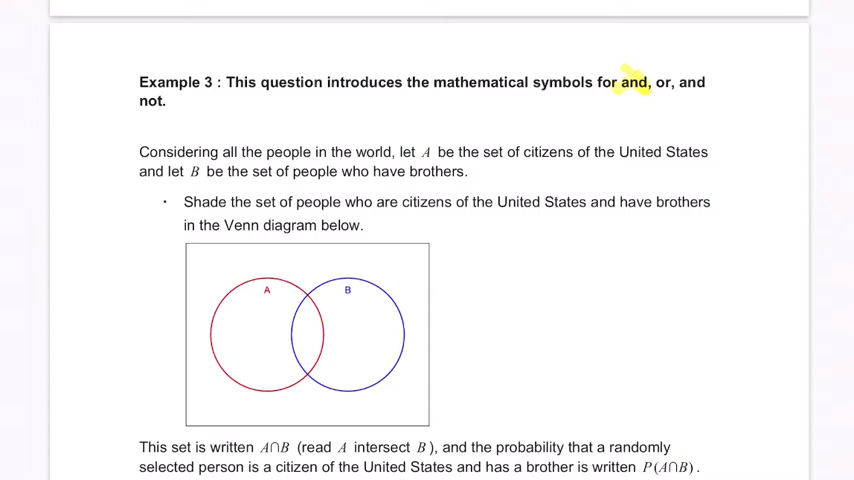 Example 3 : This question introduces the mathematical symbols for and, or, and
not.
Considering all the people in the world, let A be the set of citizens of the United States
and let B be the set of people who have brothers.
· Shade the set of people who are citizens of the United States and have brothers
in the Venn diagram below.
A B
This set is written A∩B (read A intersect B), and the probability that a randomly
selected person is a citizen of the United States and has a brother is written P(A∩B).